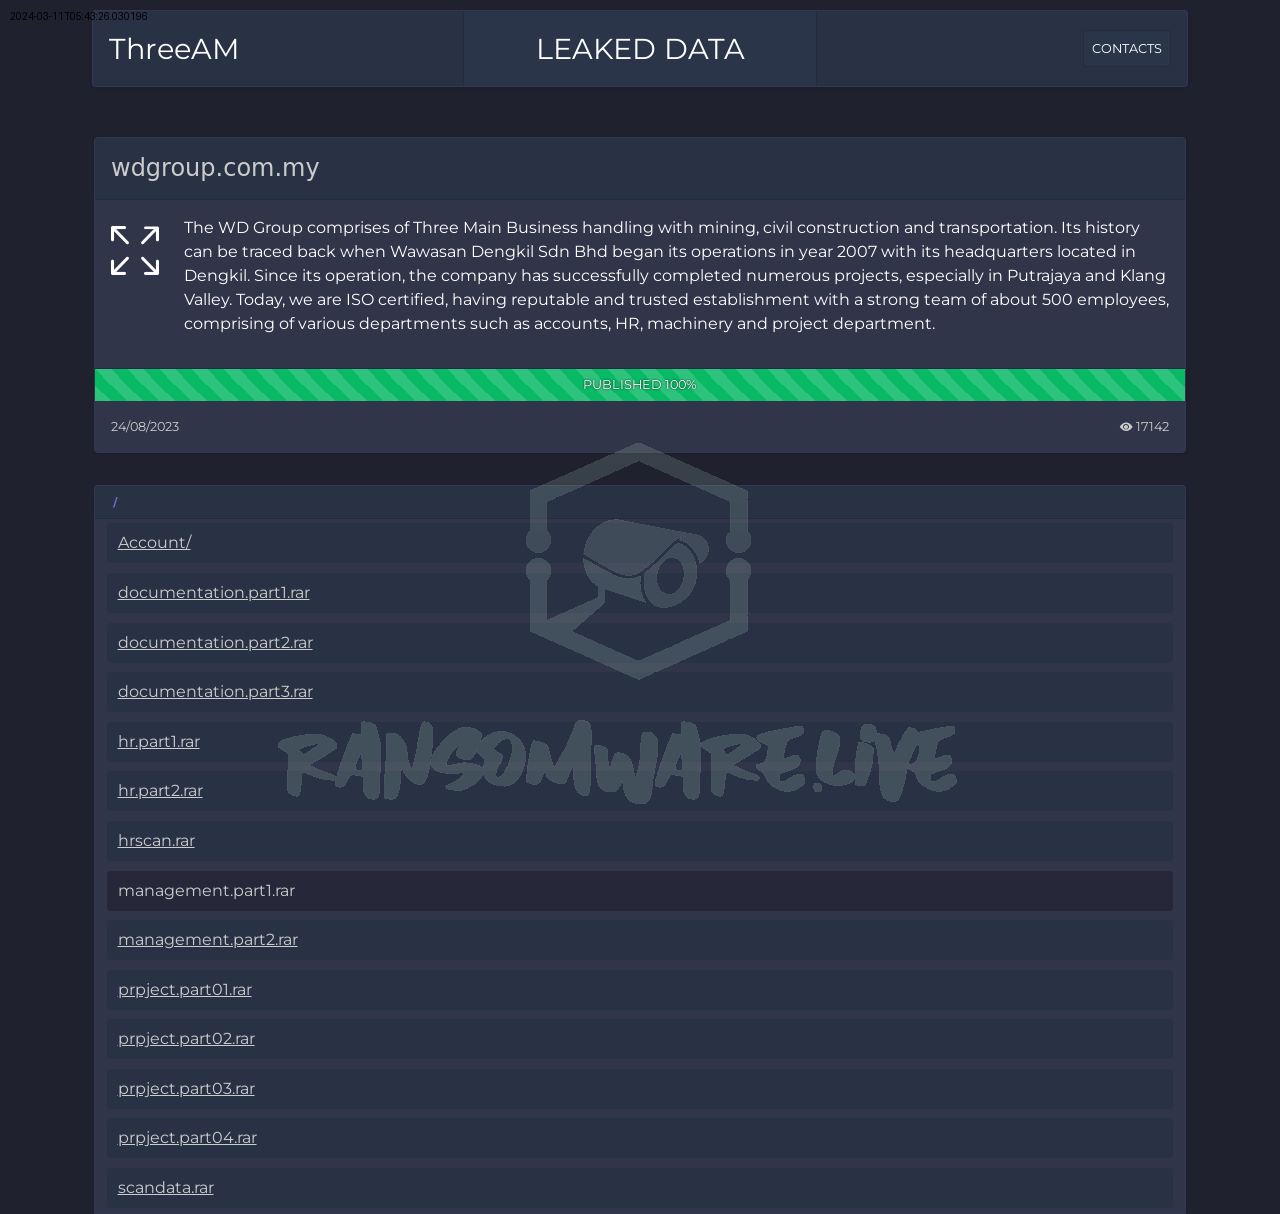 2024-03-11T05:43:26.030196
ThreeAM
LEAKED DATA
CONTACTS
wdgroup.com.my
The WD Group comprises of Three Main Business handling with mining, civil construction and transportation. Its history
can be traced back when Wawasan Dengkil Sdn Bhd began its operations in year 2007 with its headquarters located in
Dengkil. Since its operation, the company has successfully completed numerous projects, especially in Putrajaya and Klang
Valley. Today, we are ISO certified, having reputable and trusted establishment with a strong team of about 500 employees,
comprising of various departments such as accounts, HR, machinery and project department.
PUBLISHED 100%
24/08/2023
17142
/
Account/
documentation.part1.rar
documentation.part2.rar
documentation.part3.rar
hr.part1.rar
RANSOMWARE.LIVE
hr.part2.rar
hrscan.rar
management.part1.rar
management.part2.rar
prpject.part01.rar
prpject.part02.rar
prpject.part03.rar
prpject.part04.rar
scandata.rar